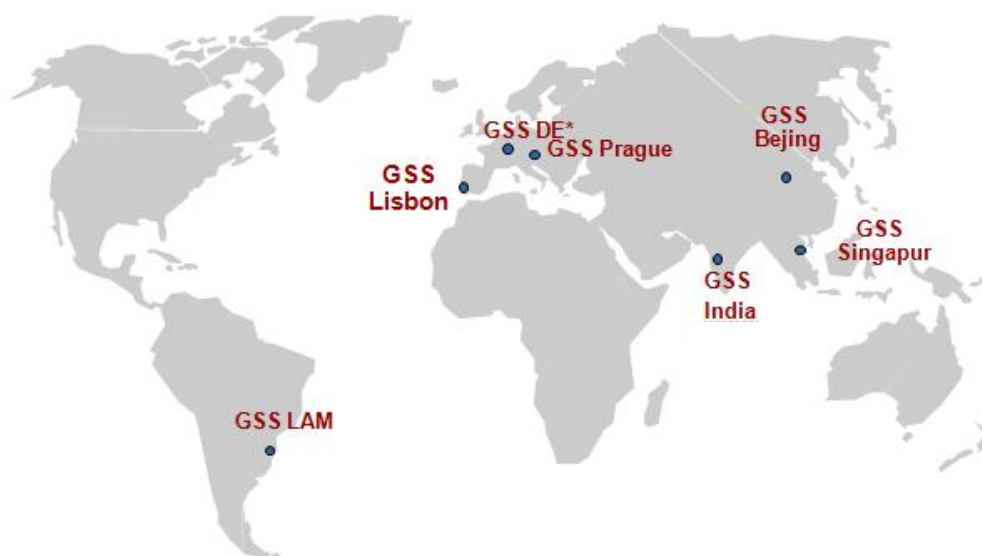 GSS DE*
GSS Prague
GSS
Bejing
GSS
Lisbon
GSS
Singapur
GSS
India
GSS LAM